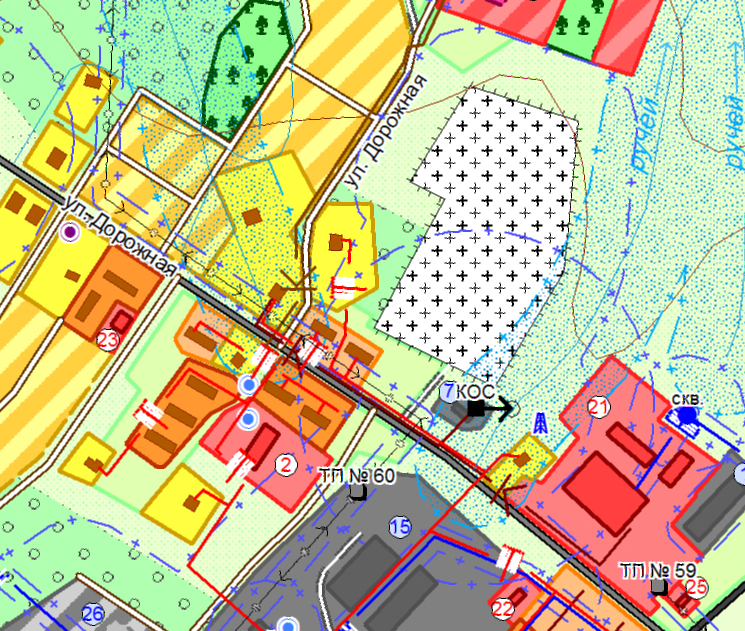 ул. Дорожная
ручей
ручей
ул. Дорожная
23
7
КОС
скв.
21
2
ТП № 60
15
ТП № 59
25
22
26